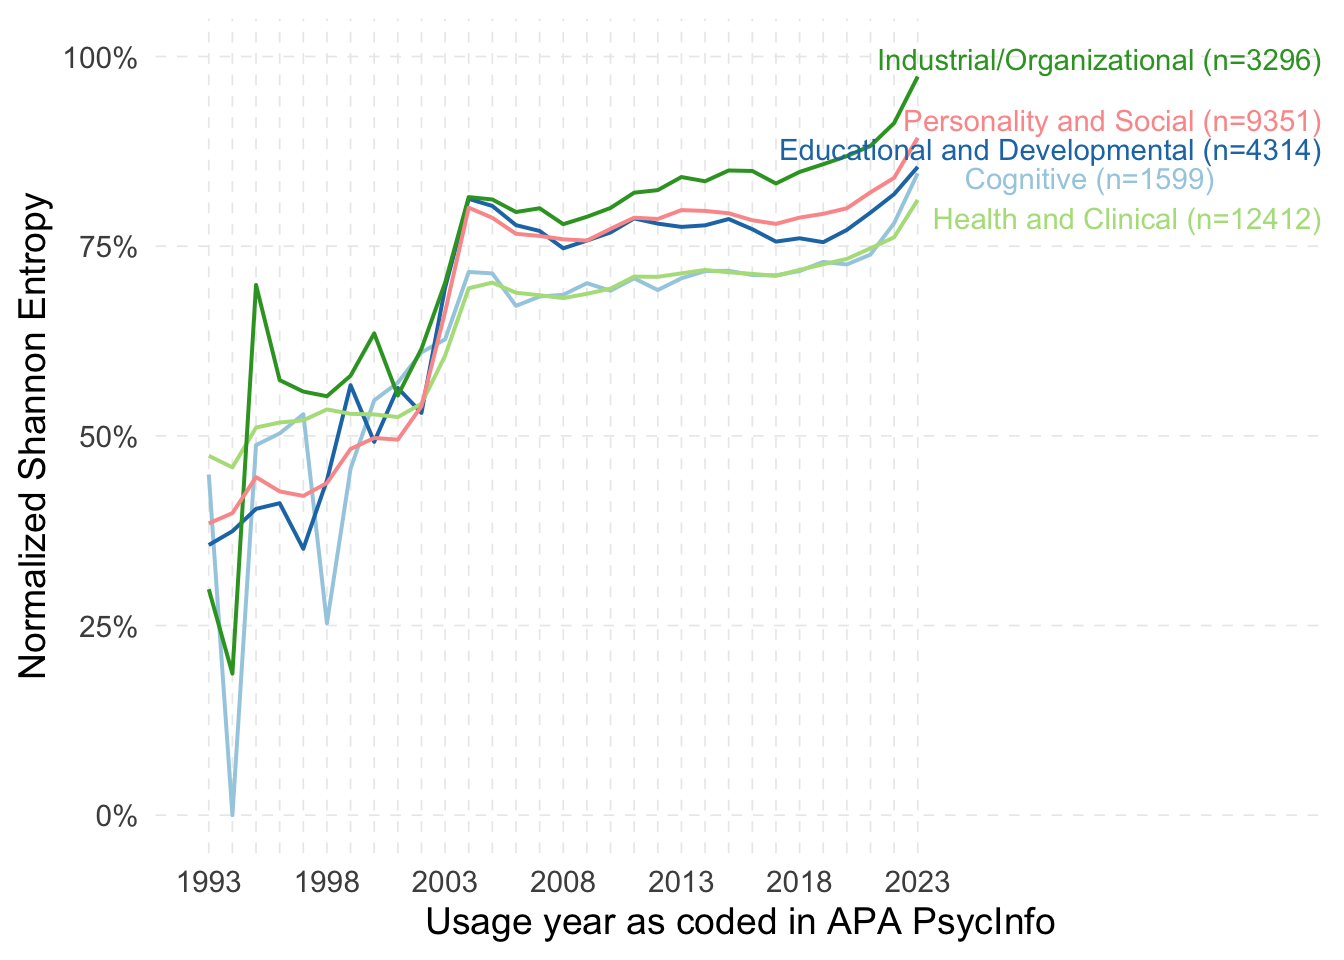 100%
Industrial/Organizational (n=3296)
Personality and Social (n=9351)
Educational and Developmental (n=4314)
Cognitive (n=1599)
Health and Clinical (n=12412)
75%
50%
25%
0%
Normalized Shannon Entropy
1993 1998 2003 2008 2013 2018 2023
Usage year as coded in APA PsycInfo